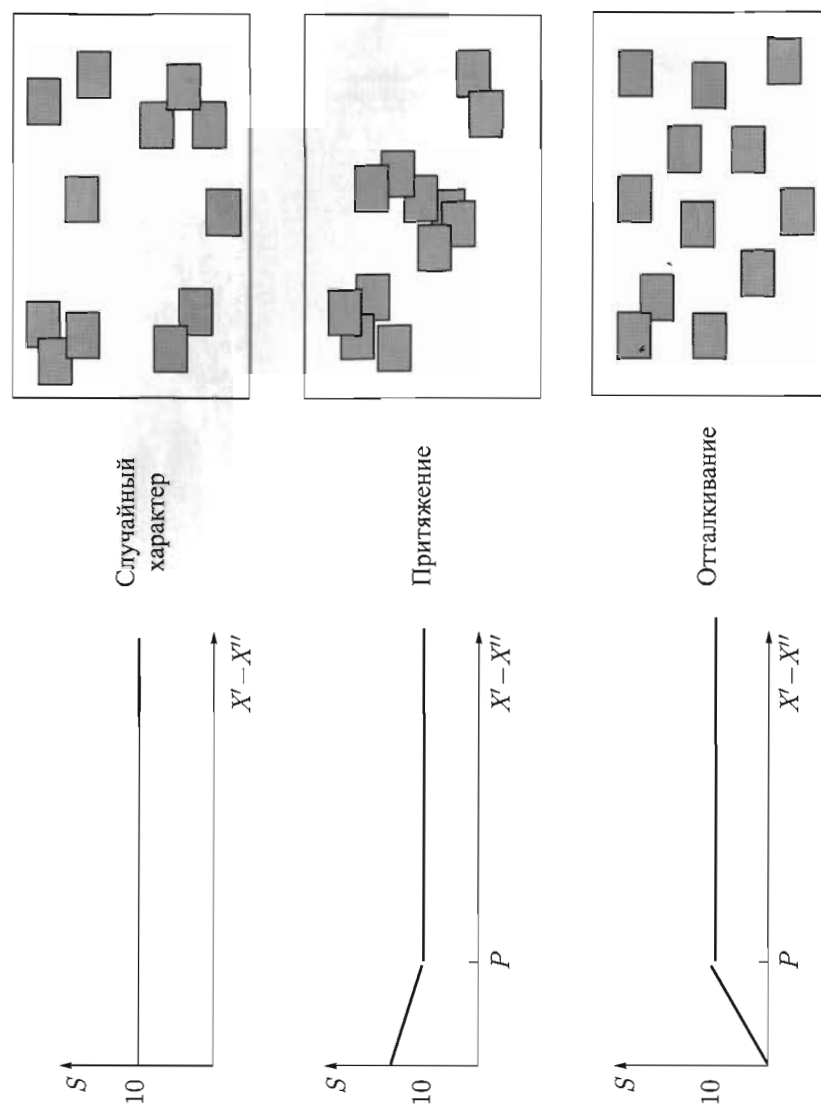 S
10
X′−X″
Случайный
характер
S
10
P
X′−X″
Притяжение
S
10
P
X′−X″
Отталкивание